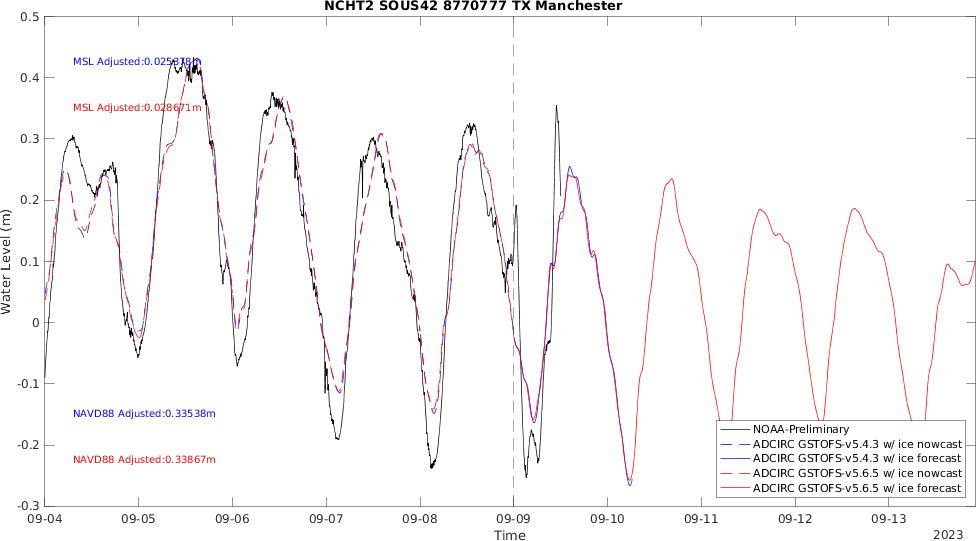 NCHT2 SOUS42 8770777 TX Manchester
0.5
0.4
0.3
0.2
0.1
0
-0.1
-0.2
-0.3
Water Level (m)
MSL Adjusted:0.028671m
NAVD88 Adjusted:0.33538m
NAVD88 Adjusted:0.33867m
NOAA-Preliminary
ADCIRC GSTOFS-v5.4.3 w/ ice nowcast
ADCIRC GSTOFS-v5.4.3 w/ ice forecast
ADCIRC GSTOFS-v5.6.5 w/ ice nowcast
ADCIRC GSTOFS-v5.6.5 w/ ice forecast
09-04 09-05 09-06 09-07 09-08 09-09 09-10 09-11 09-12 09-13
Time
2023